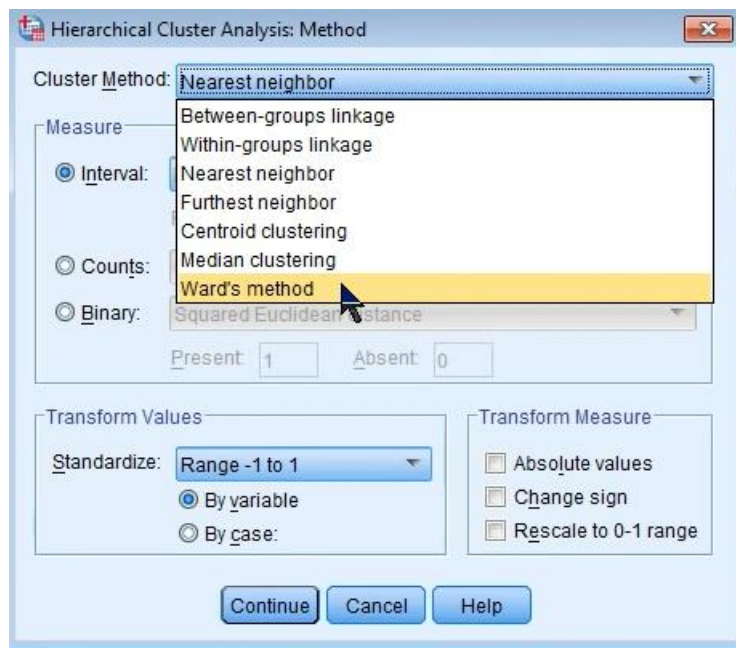 Hierarchical Cluster Analysis: Method
Cluster Method: Nearest neighbor
Between-groups linkage
Within-groups linkage
Nearest neighbor
Furthest neighbor
Centroid clustering
Median clustering
Ward's method
Measure
Interval:
Counts:
Binary: Squared Euclidean
Present: 1 Absent: 0
Transform Values
Standardize: Range -1 to 1
By variable
By case:
Transform Measure
Absolute values
Change sign
Rescale to 0-1 range
Continue Cancel Help